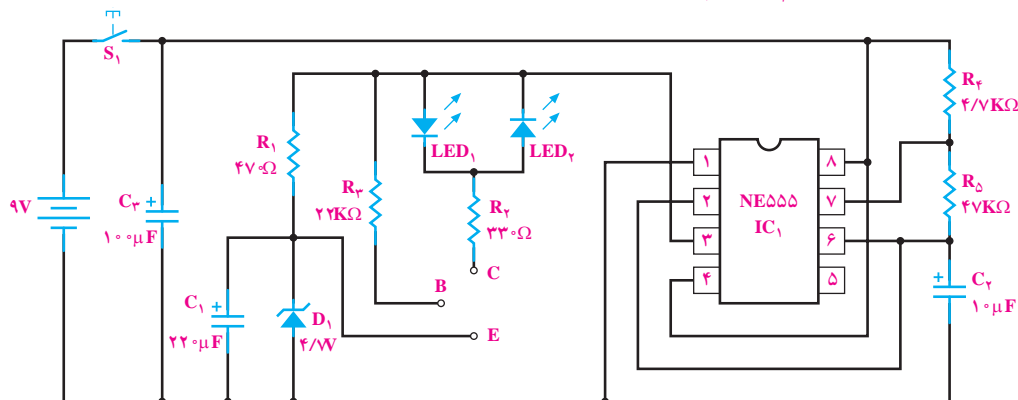 S۱
R۴
۴/۷KΩ
R۱
۴۷۰Ω
LED۱
LED۲
۱
۲
۳
۴
۸
۷
۶
۵
NE۵۵۵
IC۱
R۵
۴۷KΩ
۹V
C۳ +
۱۰۰μF
R۳
۲۲KΩ
R۲
۳۳۰Ω
C
B
E
C۱ +
۲۲۰μF
D۱
۴/۷V
+ C۲
۱۰μF